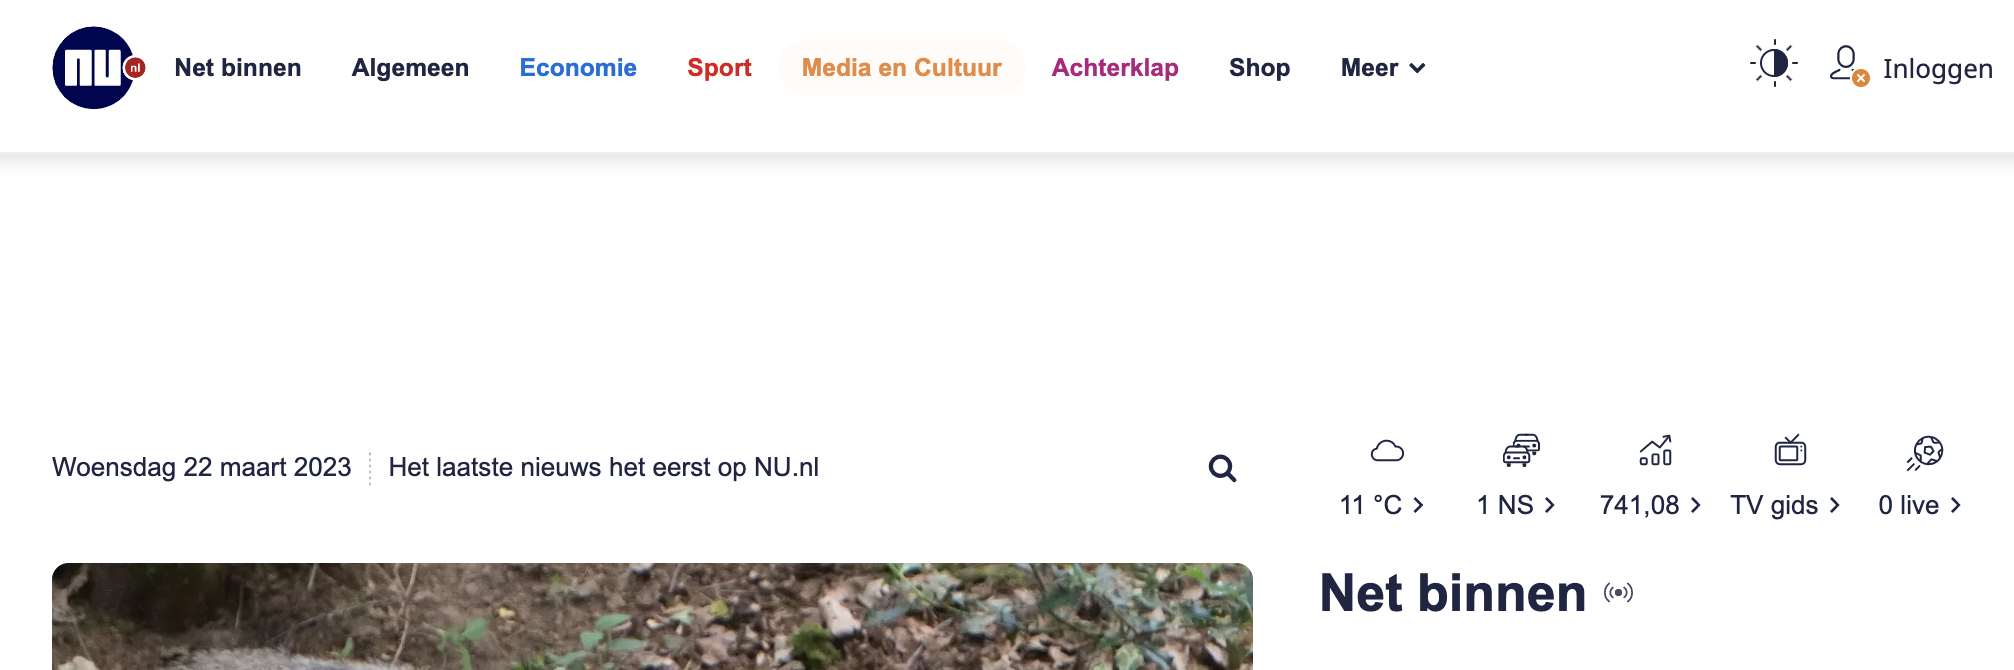 NU nl Net binnen Algemeen Economie Sport Media en Cultuur Achterklap Shop Meer Inloggen
Woensdag 22 maart 2023 Het laatste nieuws het eerst op NU.nl
11 °C 1 NS 741,08 TV gids 0 live
Net binnen